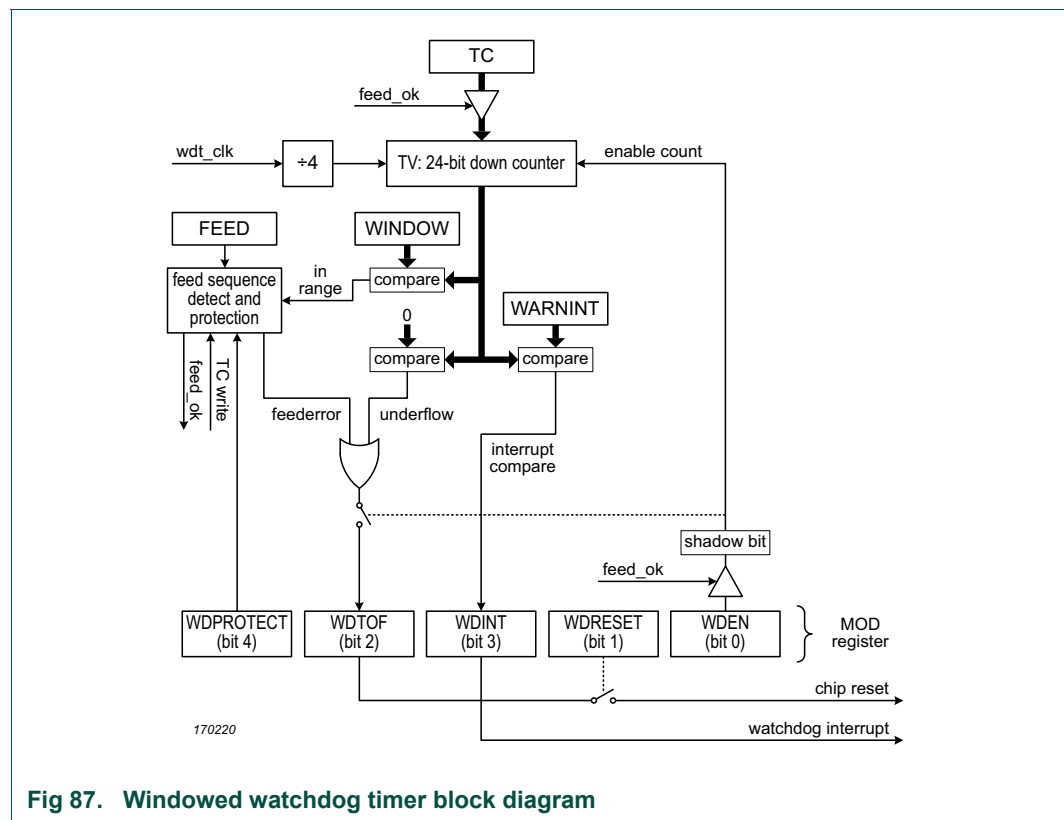 TC
feed_ok
wdt_clk
÷4
TV: 24-bit down counter
enable count
FEED
WINDOW
feed sequence
detect and
protection
in
range
compare
WARNINT
0
compare
compare
feed_ok
TC write
feederror
underflow
interrupt
compare
shadow bit
feed_ok
WDPROTECT
(bit 4)
WDTOF
(bit 2)
WDINT
(bit 3)
WDRESET
(bit 1)
WDEN
(bit 0)
MOD
register
chip reset
170220
watchdog interrupt
Fig 87. Windowed watchdog timer block diagram